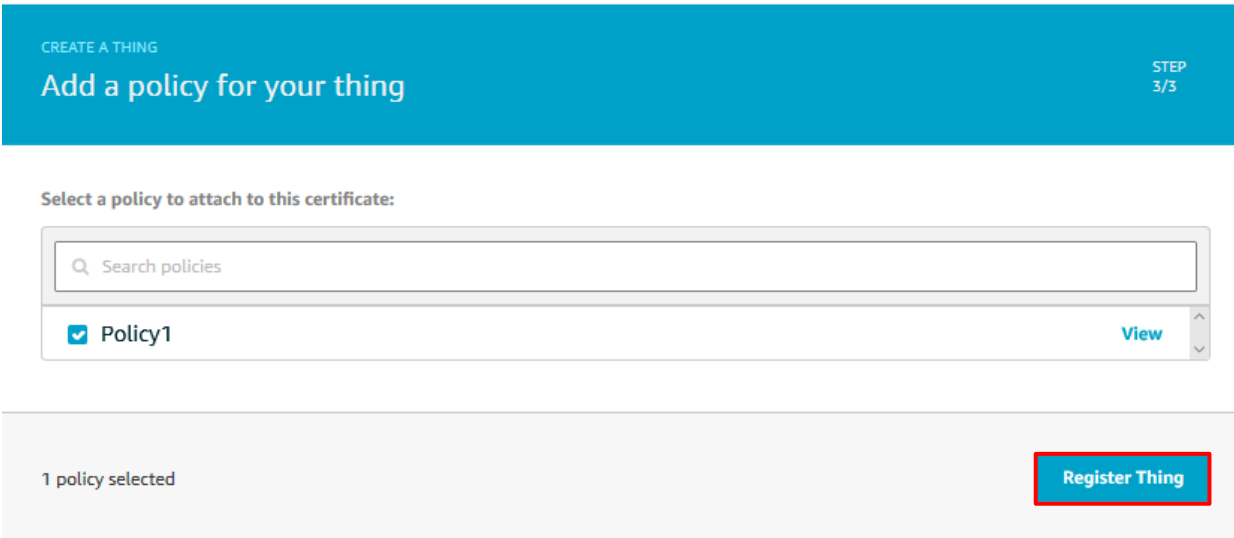 CREATE A THING
Add a policy for your thing
STEP
3/3
Select a policy to attach to this certificate:
Search policies
Policy1
View
1 policy selected
Register Thing